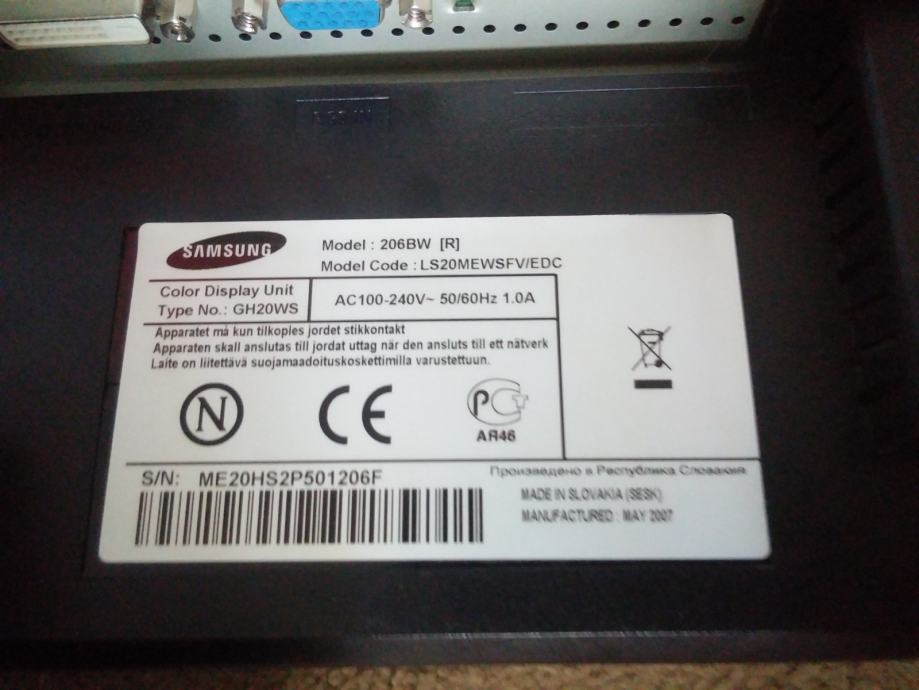 SAMSUNG
Model : 206BW [R]
Model Code : LS20MEWSFV/EDC
Color Display Unit
Type No.: GH20WS
AC100-240V~ 50/60Hz 1.0A
Apparatet må kun tilkoples jordet stikkontakt
Apparaten skall anslutas till jordat uttag när den ansluts till ett nätverk
Laite on liitettävä suojamaadoituskoskettimilla varustettuun.
N
CE
РСТ
АЯ46
S/N: ME20HS2P501206F
Произведено в Республика Словакия
MADE IN SLOVAKIA (SESK)
MANUFACTURED : MAY 2007